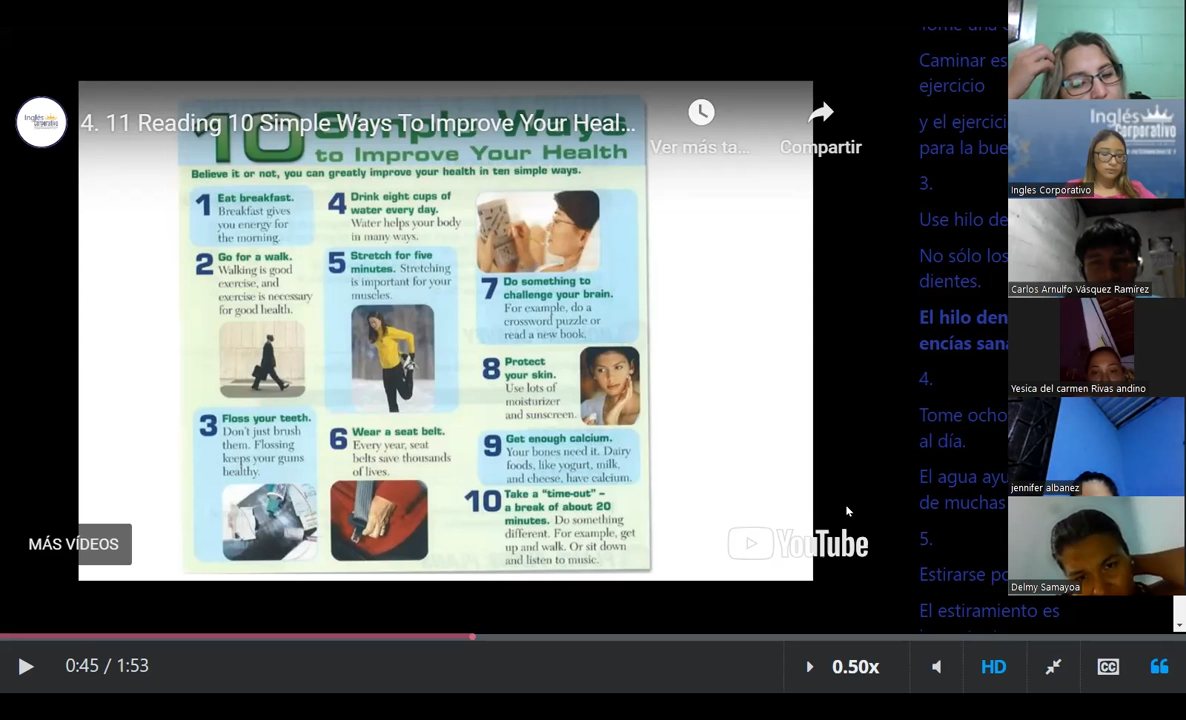 4. 11 Reading 10 Simple Ways To Improve Your Heal...
Ver más ta...
Compartir
Inglés
Corporativo
10 Simple Ways
to Improve Your Health
Believe it or not, you can greatly improve your health in ten simple ways.
1 Eat breakfast.
Breakfast gives
you energy for
the morning.
2 Go for a walk.
Walking is good
exercise, and
exercise is necessary
for good health.
3 Floss your teeth.
Don't just brush
them. Flossing
keeps your gums
healthy.
4 Drink eight cups of
water every day.
Water helps your body
in many ways.
5 Stretch for five
minutes. Stretching
is important for your
muscles.
6 Wear a seat belt.
Every year, seat
belts save thousands
of lives.
7 Do something to
challenge your brain.
For example, do a
crossword puzzle or
read a new book.
8 Protect
your skin.
Use lots of
moisturizer
and sunscreen.
9 Get enough calcium.
Your bones need it. Dairy
foods, like yogurt, milk,
and cheese, have calcium.
10 Take a "time-out" –
a break of about 20
minutes. Do something
different. For example, get
up and walk. Or sit down
and listen to music.
MÁS VÍDEOS
YouTube
Caminar es
ejercicio
y el ejercici
para la bue
3.
Use hilo de
No sólo los
dientes.
El hilo den
encías san
4.
Tome ocho
al día.
El agua ayu
de muchas
5.
Estirarse po
El estiramiento es
Inglés
Corporativo
Ingles Corporativo
Carlos Arnulfo Vásquez Ramírez
Yesica del carmen Rivas andino
jennifer albanez
Delmy Samayoa
0:45 / 1:53
0.50x
HD
CC